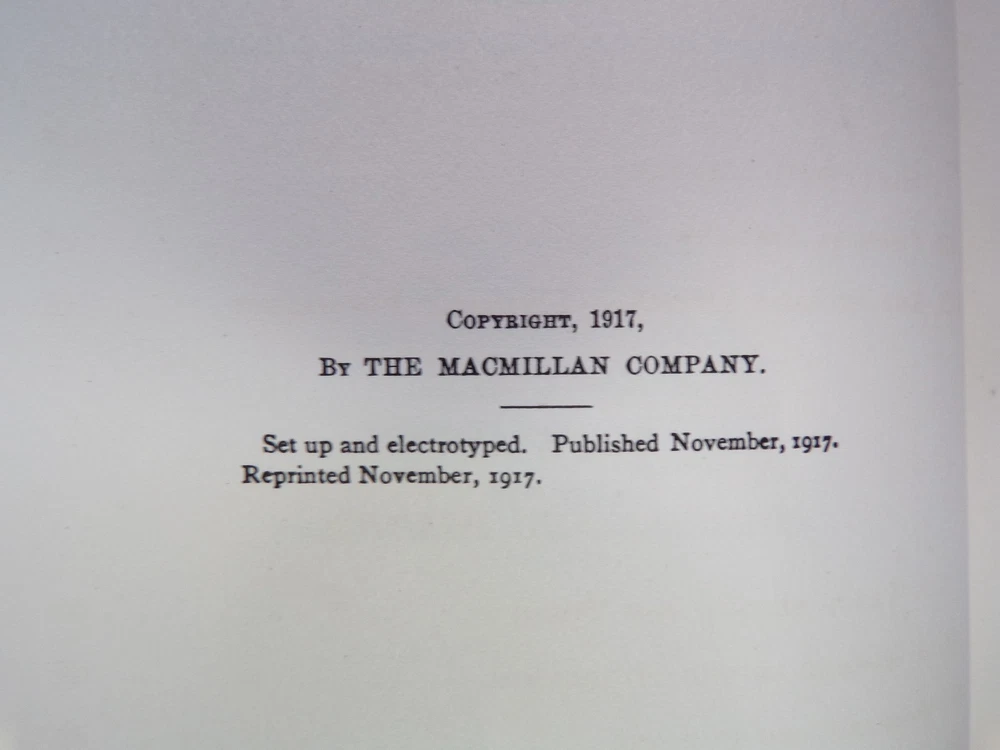 COPYRIGHT, 1917,
BY THE MACMILLAN COMPANY.
Set up and electrotyped. Published November, 1917.
Reprinted November, 1917.